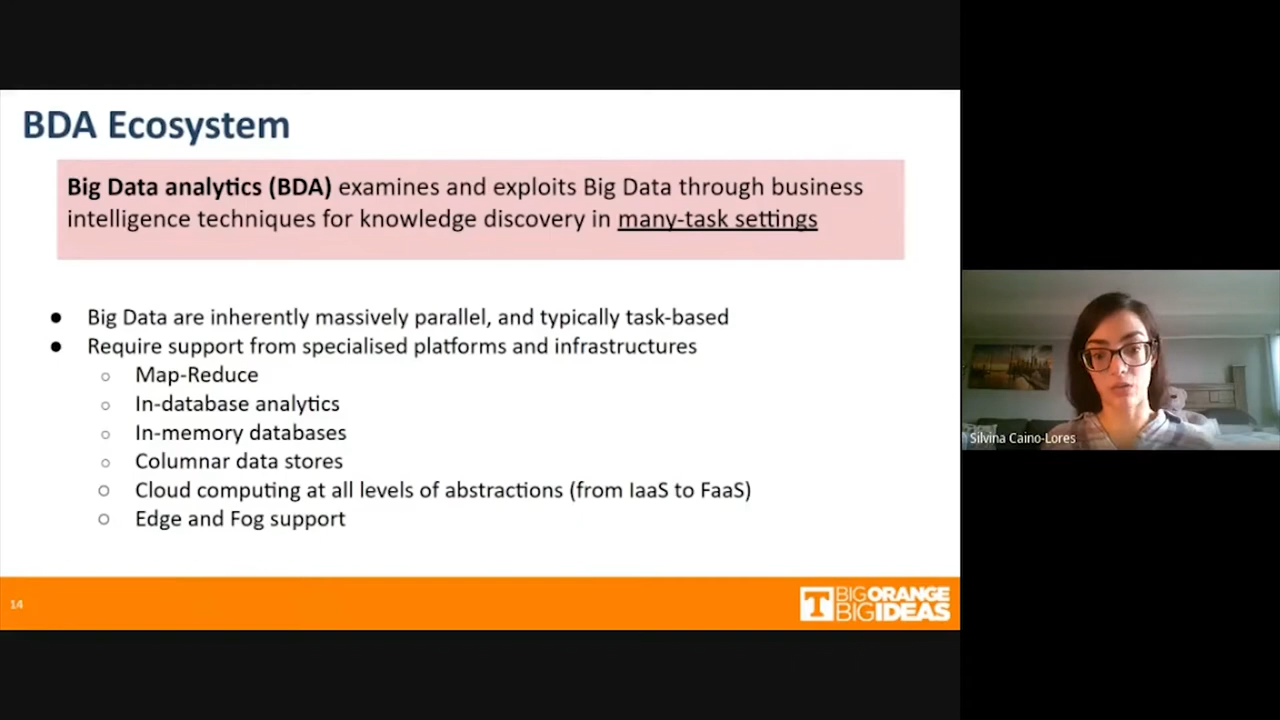 BDA Ecosystem
Big Data analytics (BDA) examines and exploits Big Data through business
intelligence techniques for knowledge discovery in many-task settings
● Big Data are inherently massively parallel, and typically task-based
● Require support from specialised platforms and infrastructures
○ Map-Reduce
○ In-database analytics
○ In-memory databases
○ Columnar data stores
○ Cloud computing at all levels of abstractions (from IaaS to FaaS)
○ Edge and Fog support
Silvina Caino-Lores
14
T BIG ORANGE
BIG IDEAS